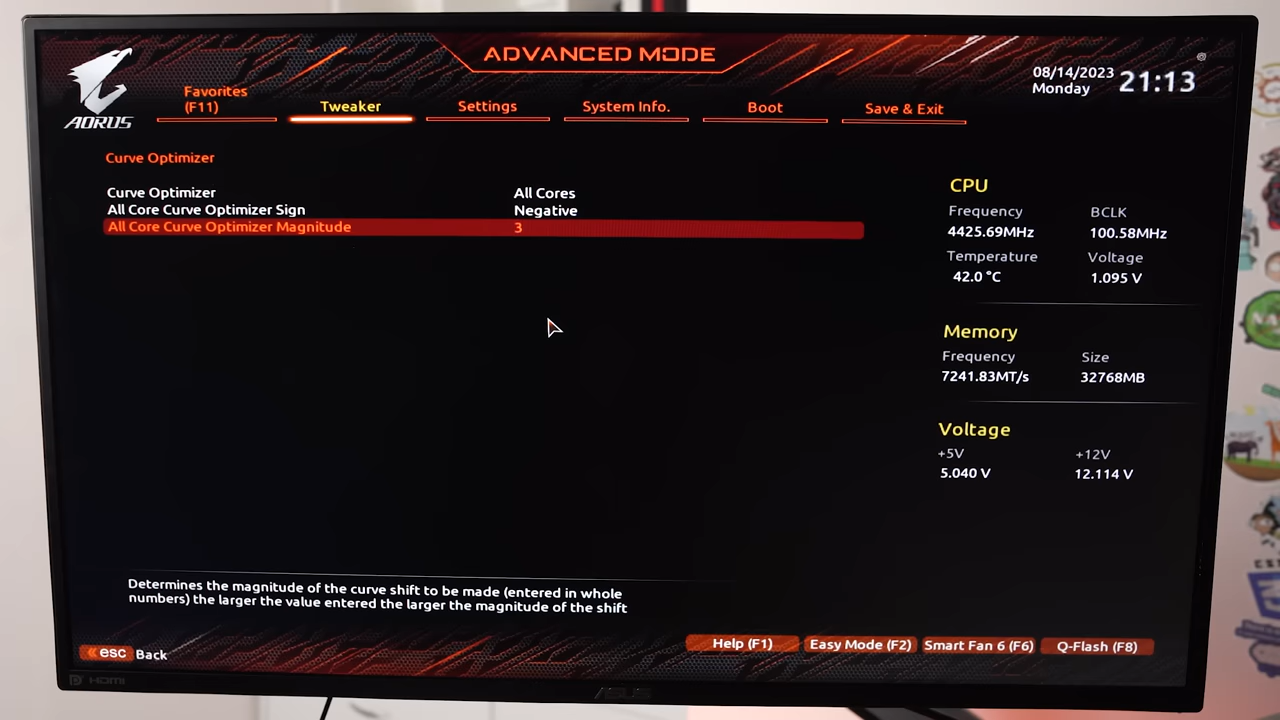 ADVANCED MODE
AORUS
08/14/2023
Monday
21:13
Favorites
(F11)
Tweaker
Settings
System Info.
Boot
Save & Exit
Curve Optimizer
Curve Optimizer All Cores
All Core Curve Optimizer Sign Negative
All Core Curve Optimizer Magnitude 3
CPU
Frequency BCLK
4425.69MHz 100.58MHz
Temperature Voltage
42.0 °C 1.095 V
Memory
Frequency Size
7241.83MT/s 32768MB
Voltage
+5V +12V
5.040 V 12.114 V
Determines the magnitude of the curve shift to be made (entered in whole
numbers) the larger the value entered the larger the magnitude of the shift
esc Back
Help (F1) Easy Mode (F2) Smart Fan 6 (F6) Q-Flash (F8)
HDMI
ASUS